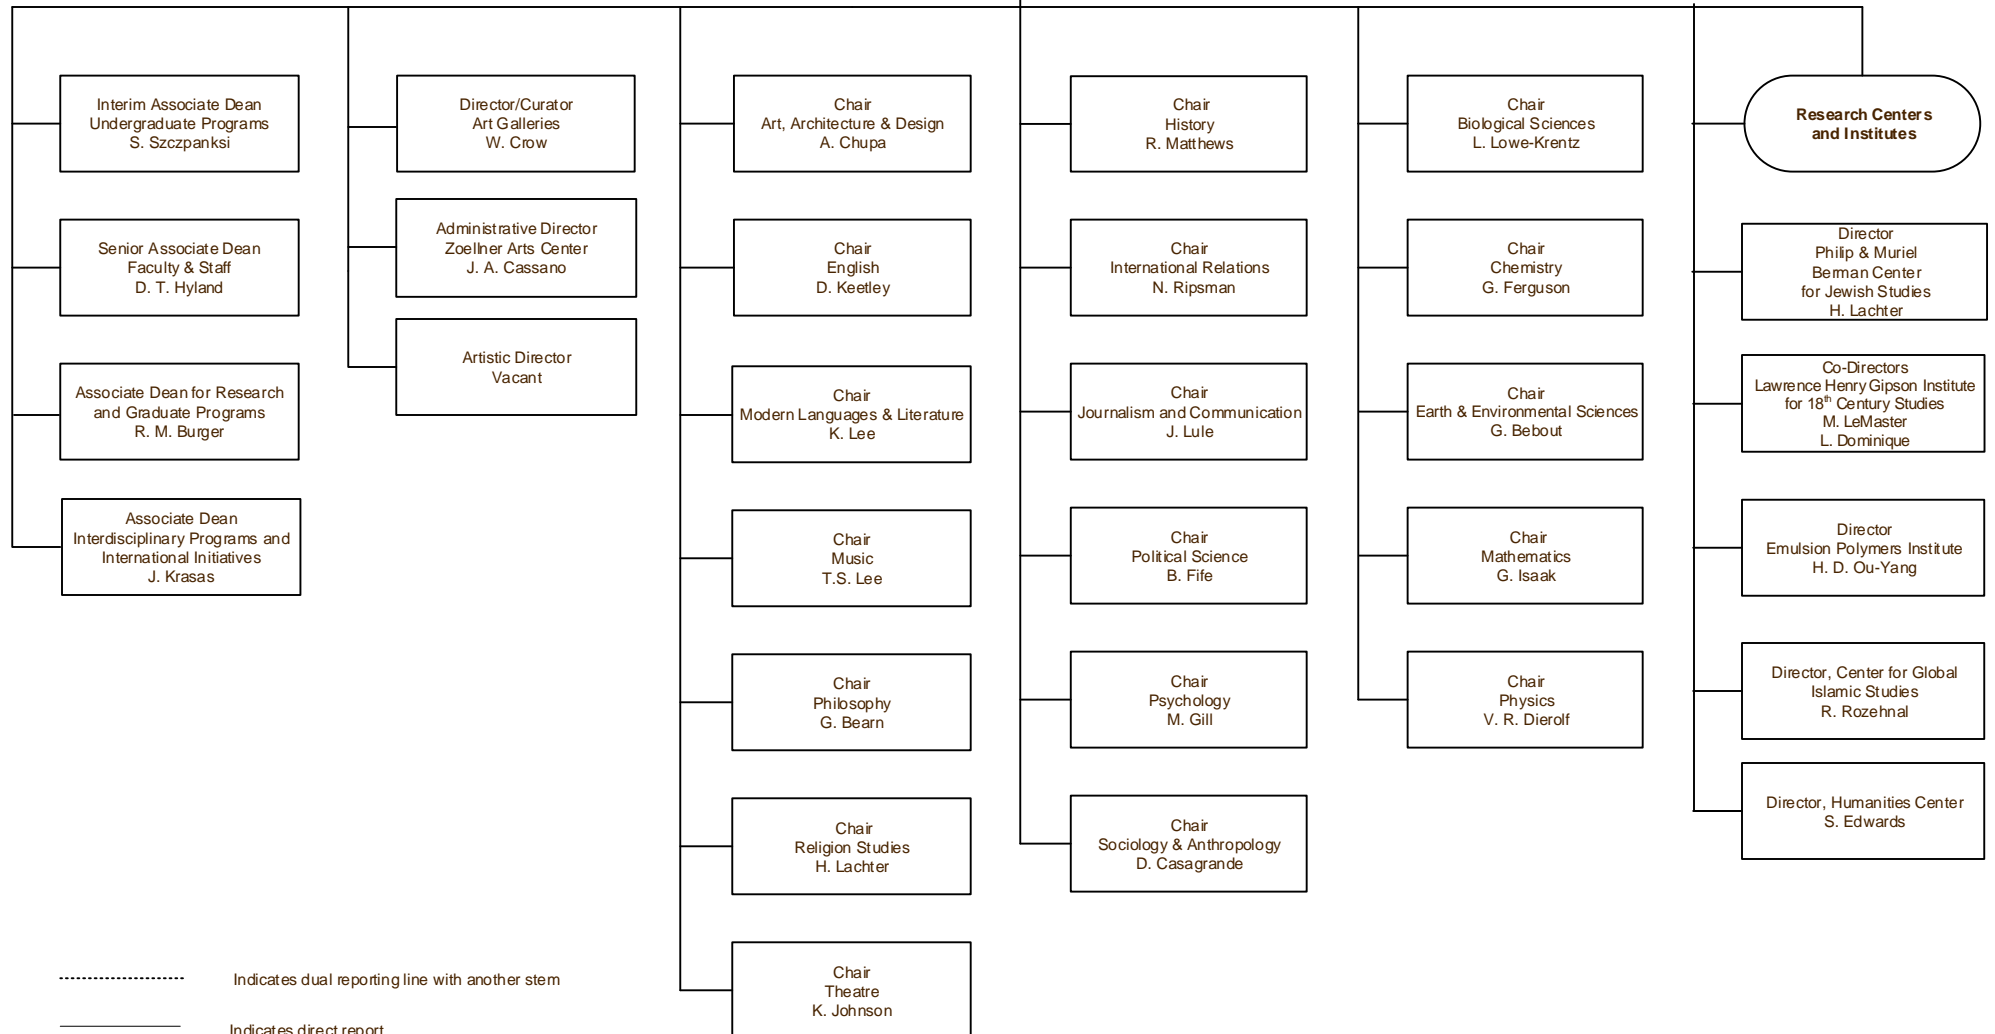 Interim Associate Dean
Undergraduate Programs
S. Szczpanksi
Senior Associate Dean
Faculty & Staff
D. T. Hyland
Associate Dean for Research
and Graduate Programs
R. M. Burger
Associate Dean
Interdisciplinary Programs and
International Initiatives
J. Krasas
Director/Curator
Art Galleries
W. Crow
Administrative Director
Zoellner Arts Center
J. A. Cassano
Artistic Director
Vacant
Chair
Art, Architecture & Design
A. Chupa
Chair
English
D. Keetley
Chair
Modern Languages & Literature
K. Lee
Chair
Music
T.S. Lee
Chair
Philosophy
G. Bearn
Chair
Religion Studies
H. Lachter
Chair
Theatre
K. Johnson
Chair
History
R. Matthews
Chair
International Relations
N. Ripsman
Chair
Journalism and Communication
J. Lule
Chair
Political Science
B. Fife
Chair
Psychology
M. Gill
Chair
Sociology & Anthropology
D. Casagrande
Chair
Biological Sciences
L. Lowe-Krentz
Chair
Chemistry
G. Ferguson
Chair
Earth & Environmental Sciences
G. Bebout
Chair
Mathematics
G. Isaak
Chair
Physics
V. R. Dierolf
Research Centers
and Institutes
Director
Philip & Muriel
Berman Center
for Jewish Studies
H. Lachter
Co-Directors
Lawrence Henry Gipson Institute
for 18th Century Studies
M. LeMaster
L. Dominique
Director
Emulsion Polymers Institute
H. D. Ou-Yang
Director, Center for Global
Islamic Studies
R. Rozehnal
Director, Humanities Center
S. Edwards
Indicates dual reporting line with another stem
Indicates direct report